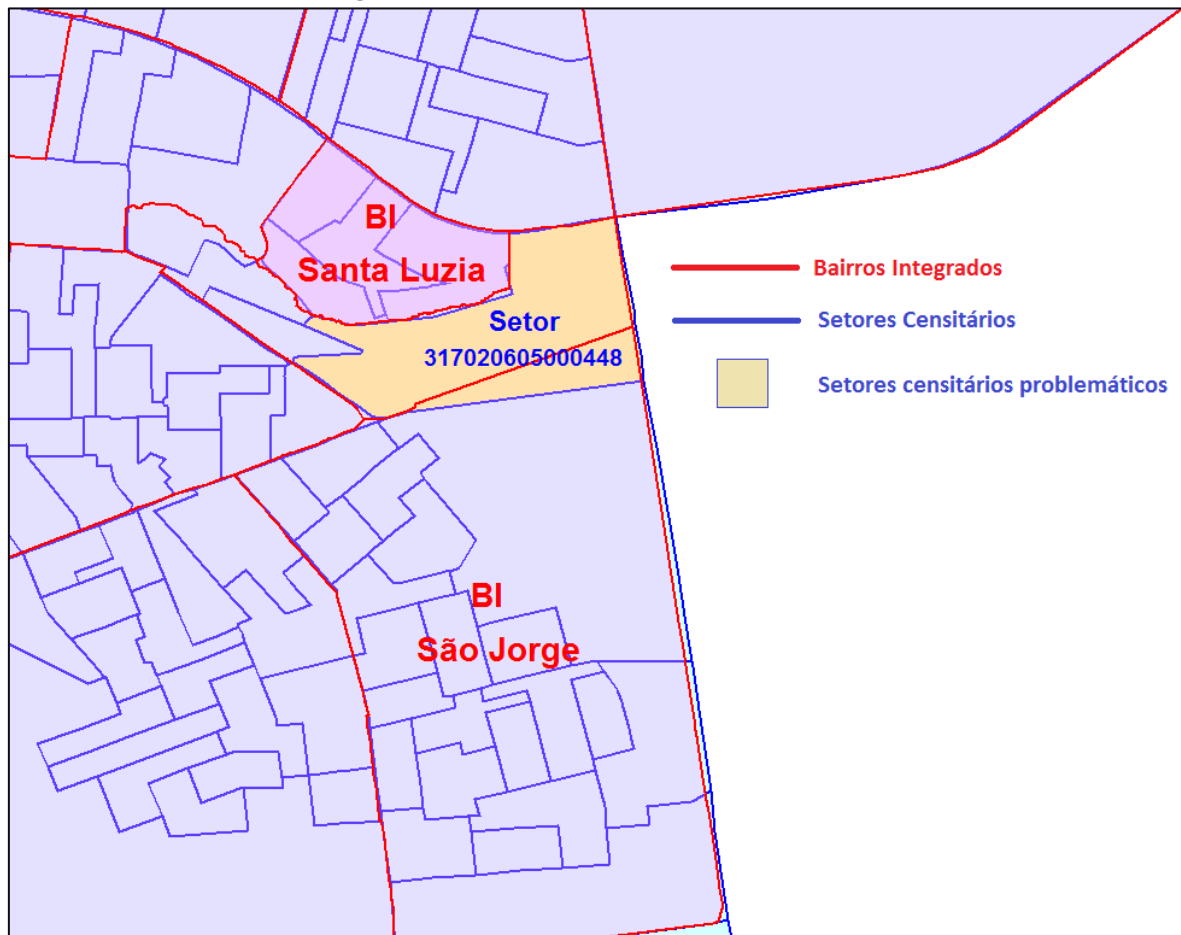 BI
Santa Luzia
Bairros Integrados
Setor
Setores Censitários
317020605000448
Setores censitários problemáticos
BI
São Jorge